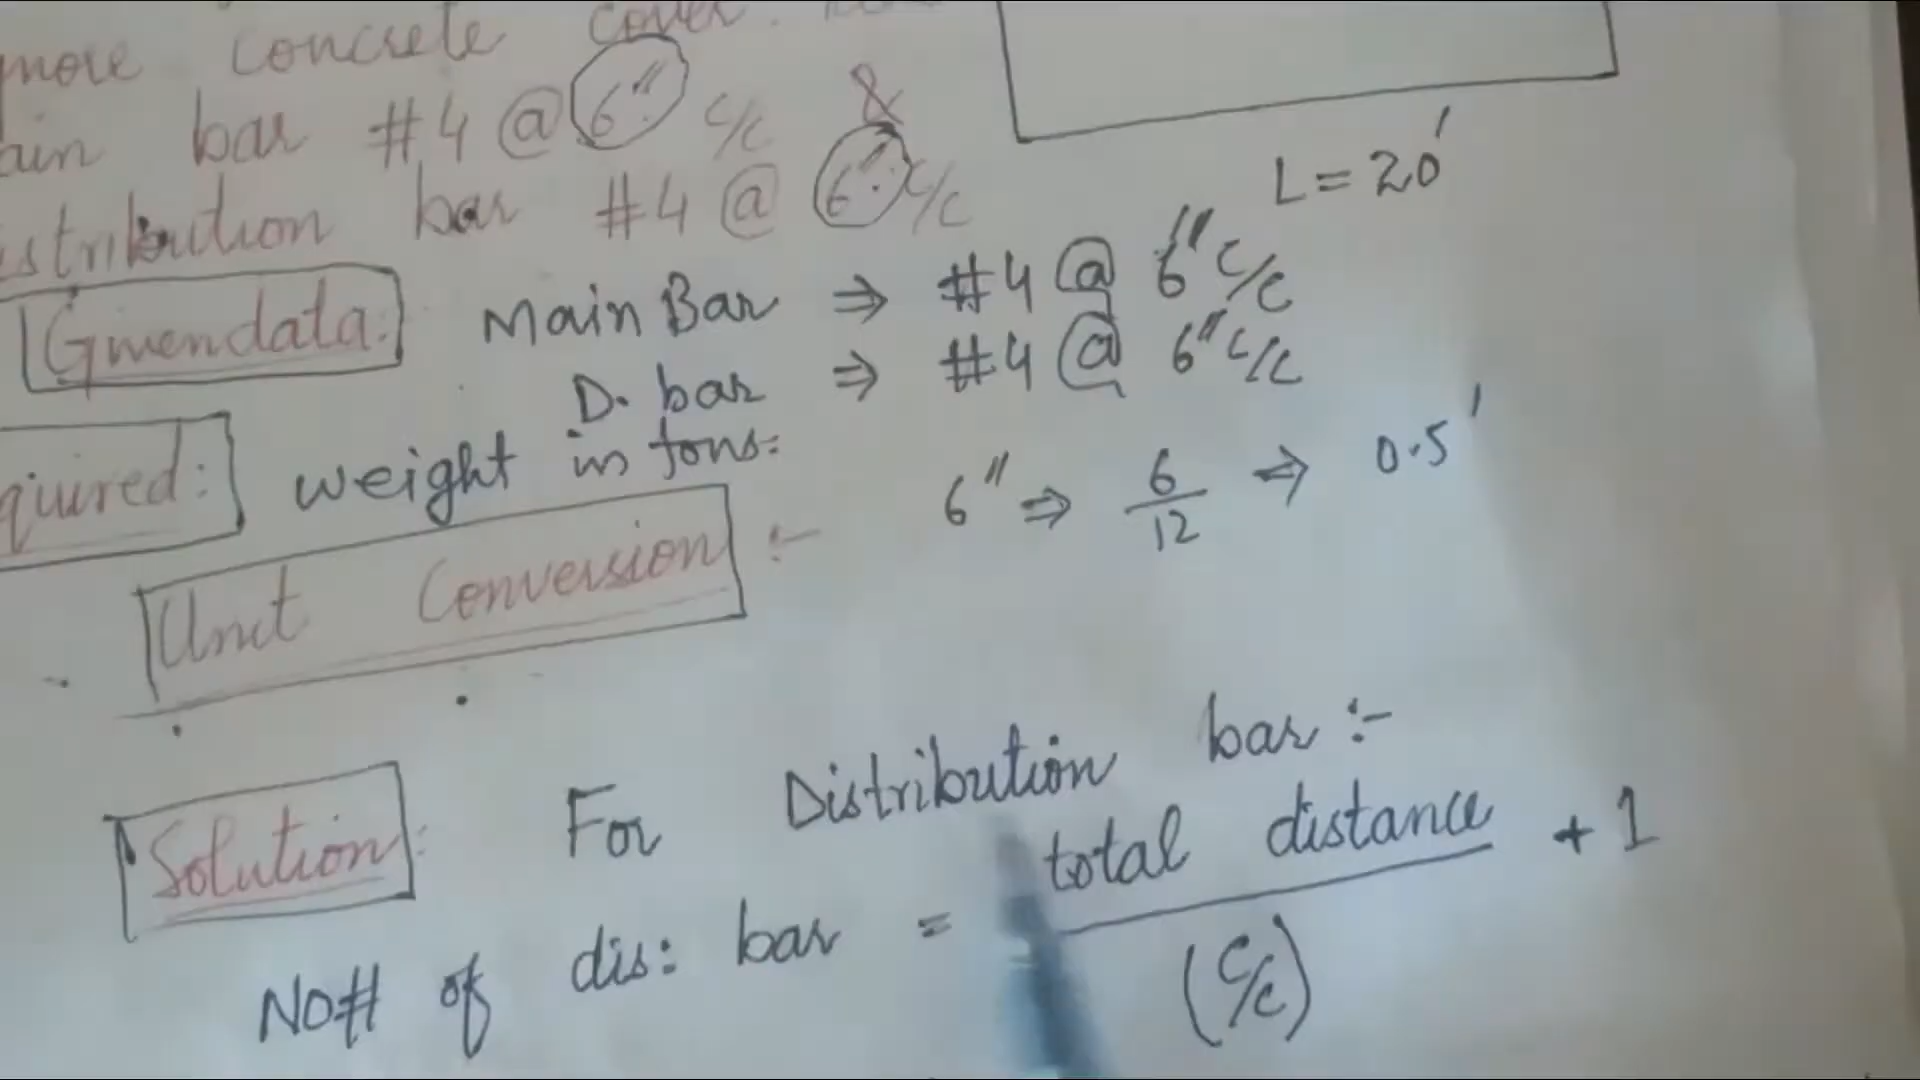 more concrete cover.
ain bar #4 @ 6" c/c &
istribution bar #4 @ 6" c/c
L = 20'
Givendata: Main Bar ⇒ #4 @ 6" c/c
D. bar ⇒ #4 @ 6" c/c
quired: weight in tons:
6" ⇒ 6/12 ⇒ 0.5'
Unit Conversion :-
Solution: For Distribution bar :-
No# of dis: bar = total distance / (c/c) + 1